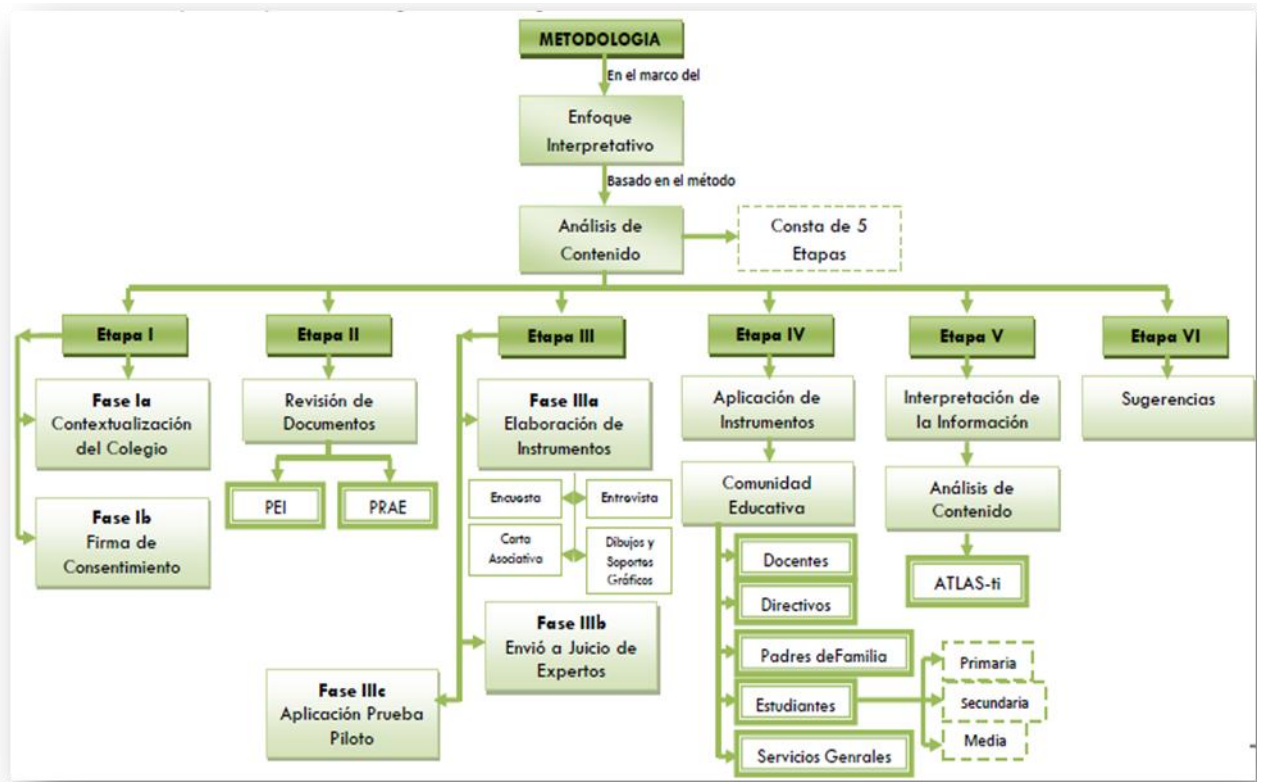 METODOLOGIA
En el marco del
Enfoque
Interpretativo
Basado en el método
Análisis de
Contenido
Consta de 5
Etapas
Etapa I
Fase Ia
Contextualización
del Colegio
Fase Ib
Firma de
Consentimiento
Etapa II
Revisión de
Documentos
PEI
PRAE
Etapa III
Fase IIIa
Elaboración de
Instrumentos
Encuesta
Entrevista
Carta
Asociativa
Dibujos y
Soportes
Gráficos
Fase IIIb
Envió a Juicio de
Expertos
Fase IIIc
Aplicación Prueba
Piloto
Etapa IV
Aplicación de
Instrumentos
Comunidad
Educativa
Docentes
Directivos
Padres deFamilia
Estudiantes
Primaria
Secundaria
Media
Servicios Genrales
Etapa V
Interpretación de
la Información
Análisis de
Contenido
ATLAS-ti
Etapa VI
Sugerencias